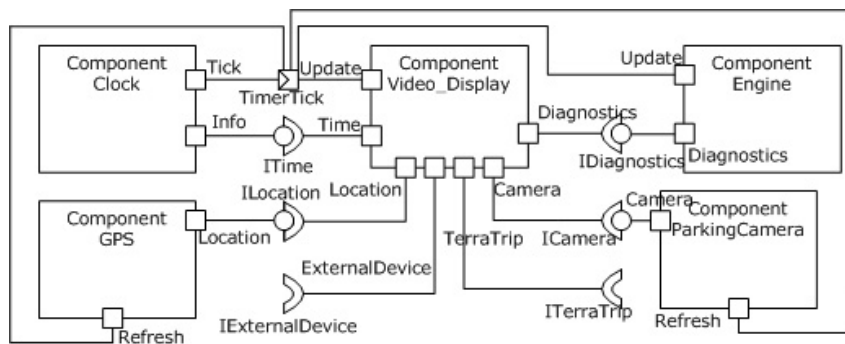 Component
Clock
Tick
TimerTick
Update
Component
Video_Display
Update
Component
Engine
Info
ITime
Time
Diagnostics
IDiagnostics
Diagnostics
ILocation
Location
Camera
Component
GPS
Location
TerraTrip
ICamera
Camera
Component
ParkingCamera
ExternalDevice
IExternalDevice
ITerraTrip
Refresh
Refresh